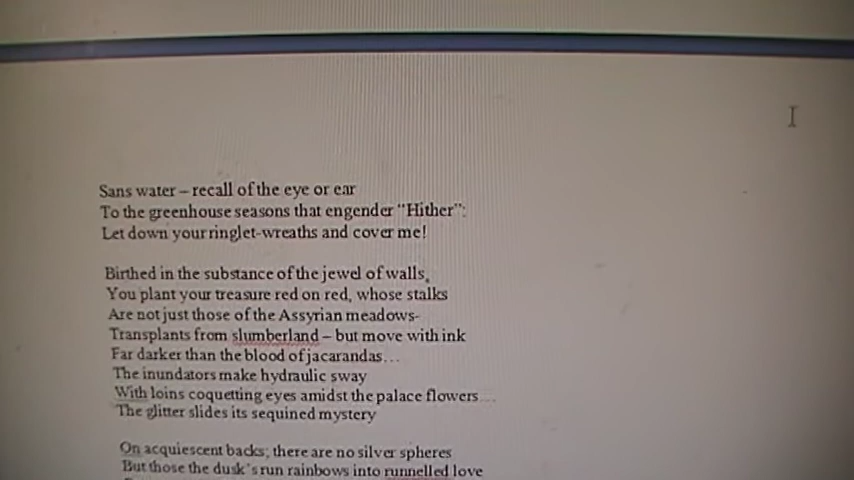 Sans water – recall of the eye or ear
To the greenhouse seasons that engender “Hither”:
Let down your ringlet-wreaths and cover me!
Birthed in the substance of the jewel of walls,
You plant your treasure red on red, whose stalks
Are not just those of the Assyrian meadows-
Transplants from slumberland – but move with ink
Far darker than the blood of jacarandas…
The inundators make hydraulic sway
With loins coquetting eyes amidst the palace flowers…
The glitter slides its sequined mystery
On acquiescent backs; there are no silver spheres
But those the dusk's run rainbows into runnelled love